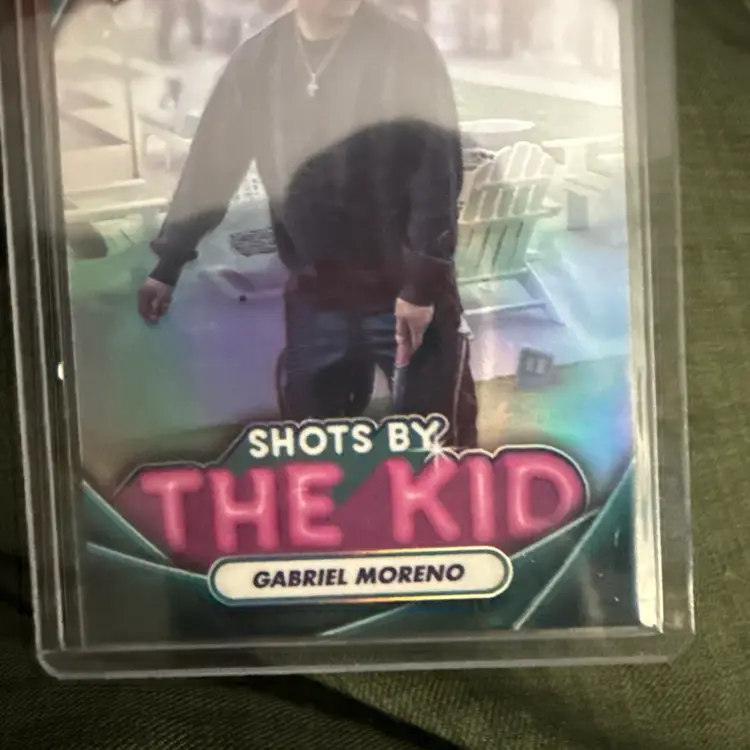 SHOTS BY
THE KID
GABRIEL MORENO